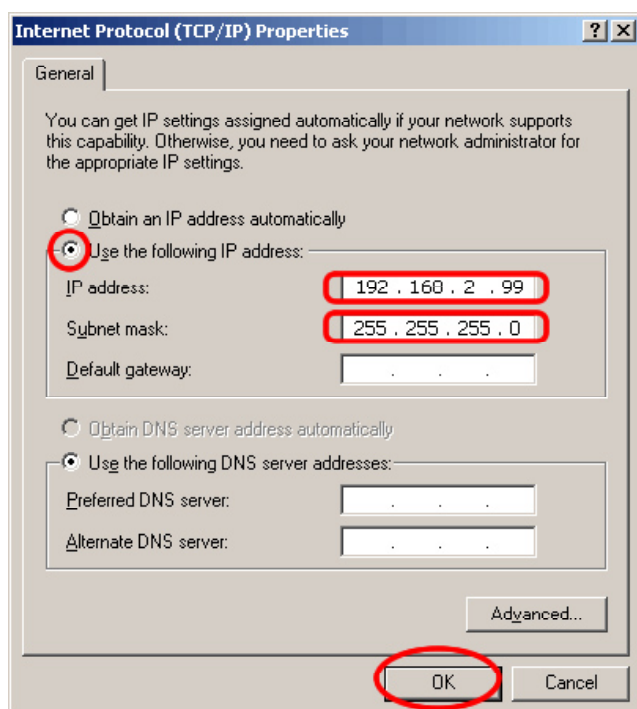 Internet Protocol (TCP/IP) Properties
General
You can get IP settings assigned automatically if your network supports
this capability. Otherwise, you need to ask your network administrator for
the appropriate IP settings.
Obtain an IP address automatically
Use the following IP address:
IP address: 192 . 160 . 2 . 99
Subnet mask: 255 . 255 . 255 . 0
Default gateway: . . .
Obtain DNS server address automatically
Use the following DNS server addresses:
Preferred DNS server: . . .
Alternate DNS server: . . .
Advanced...
OK Cancel